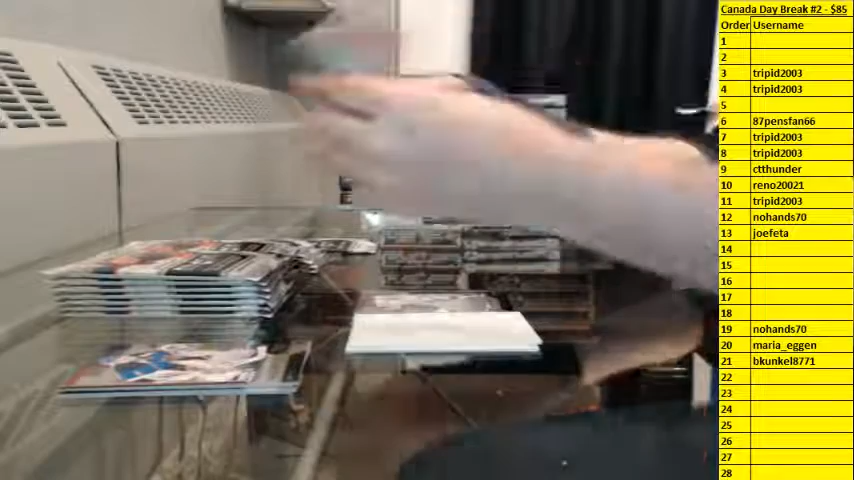 Canada Day Break #2 - $85
Order Username
1
2
3 tripid2003
4 tripid2003
5
6 87pensfan66
7 tripid2003
8 tripid2003
9 ctthunder
10 reno20021
11 tripid2003
12 nohands70
13 joefeta
14
15
16
17
18
19 nohands70
20 maria_eggen
21 bkunkel8771
22
23
24
25
26
27
28